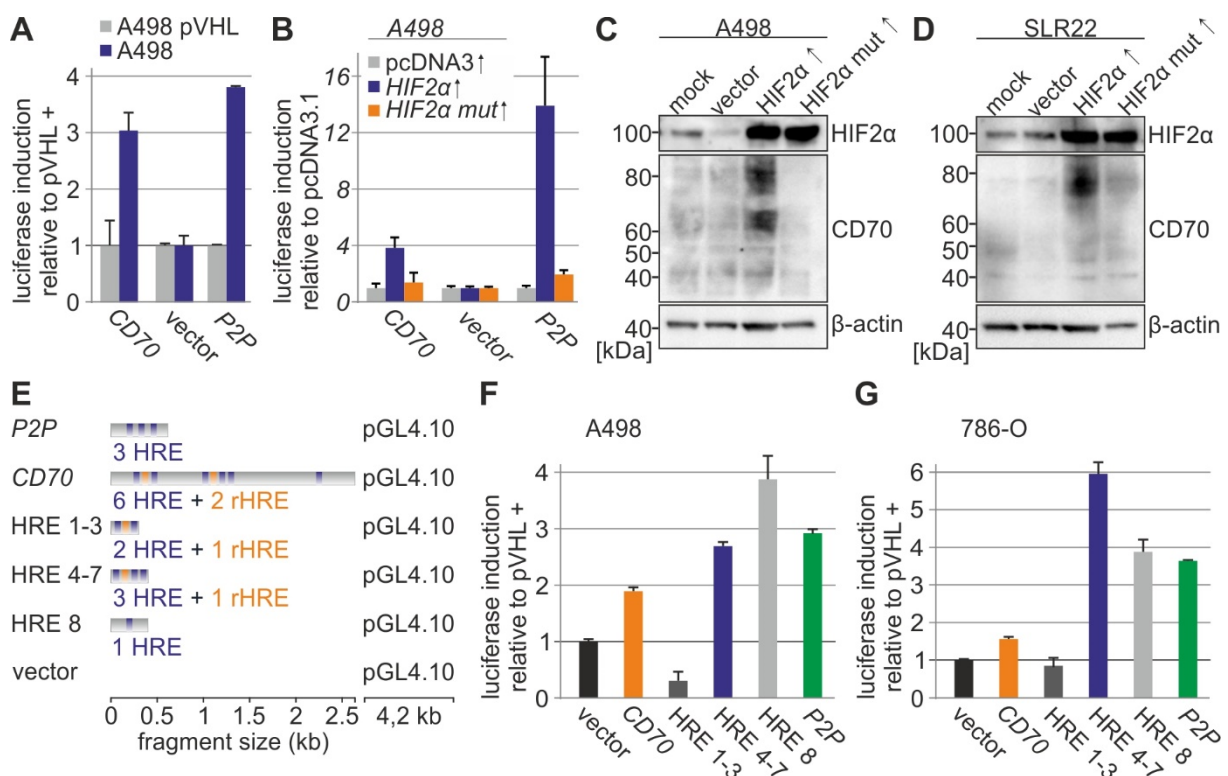 A
A498 pVHL
A498
luciferase induction
relative to pVHL +
4
3
2
1
0
CD70
vector
P2P
B
A498
pcDNA3↑
HIF2α↑
HIF2α mut↑
luciferase induction
relative to pcDNA3.1
16
12
8
4
0
CD70
vector
P2P
C
A498
mock
vector
HIF2α ↑
HIF2α mut ↑
100
HIF2α
80
60
50
40
CD70
40
β-actin
[kDa]
D
SLR22
mock
vector
HIF2α ↑
HIF2α mut ↑
100
HIF2α
80
60
50
40
CD70
40
β-actin
[kDa]
E
P2P
pGL4.10
3 HRE
CD70
pGL4.10
6 HRE + 2 rHRE
HRE 1-3
pGL4.10
2 HRE + 1 rHRE
HRE 4-7
pGL4.10
3 HRE + 1 rHRE
HRE 8
pGL4.10
1 HRE
vector
pGL4.10
0 0.5 1 1.5 2 2.5
4,2 kb
fragment size (kb)
F
A498
luciferase induction
relative to pVHL +
4
3
2
1
0
vector
CD70
HRE 1-3
HRE 4-7
HRE 8
P2P
G
786-O
luciferase induction
relative to pVHL +
6
5
4
3
2
1
0
vector
CD70
HRE 1-3
HRE 4-7
HRE 8
P2P